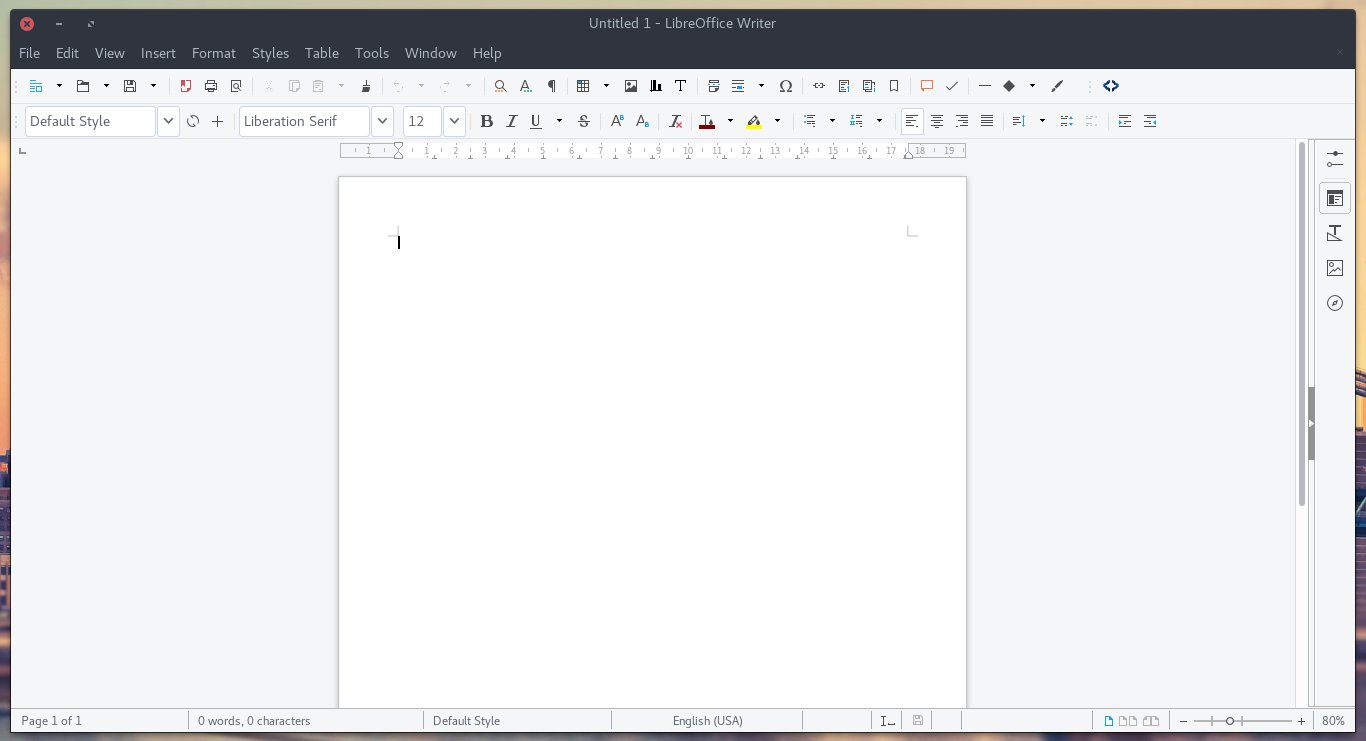 Untitled 1 - LibreOffice Writer
File Edit View Insert Format Styles Table Tools Window Help
Default Style Liberation Serif 12
1 1 2 3 4 5 6 7 8 9 10 11 12 13 14 15 16 17 18 19
Page 1 of 1 0 words, 0 characters Default Style English (USA) 80%